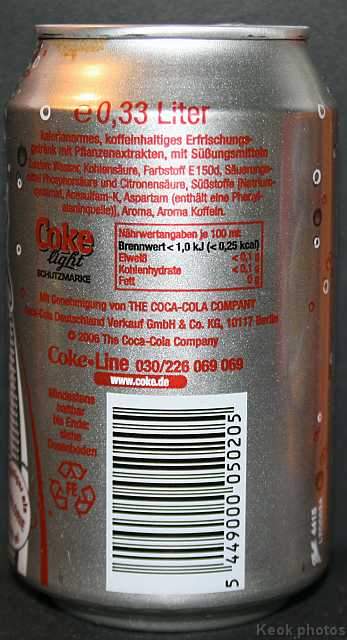 ℮ 0,33 Liter
kalorienarmes, koffeinhaltiges Erfrischungs-
getränk mit Pflanzenextrakten, mit Süßungsmitteln
Wasser, Kohlensäure, Farbstoff E150d, Säuerungs-
mittel Phosphorsäure und Citronensäure, Süßstoffe (Natrium-
cyclamat, Acesulfam-K, Aspartam (enthält eine Phenyl-
alaninquelle)), Aroma, Aroma Koffein.
Coke
light
SCHUTZMARKE
Nährwertangaben je 100 ml:
Brennwert < 1,0 kJ (< 0,25 kcal)
Eiweiß < 0,1 g
Kohlenhydrate < 0,1 g
Fett 0 g
Mit Genehmigung von THE COCA-COLA COMPANY
Coca-Cola Deutschland Verkauf GmbH & Co. KG, 10117 Berlin
© 2006 The Coca-Cola Company
Coke-Line 030/226 069 069
www.coke.de
Mindestens
haltbar
bis Ende:
siehe
Dosenboden
FE
5 449000 050205
4418
Keok photos